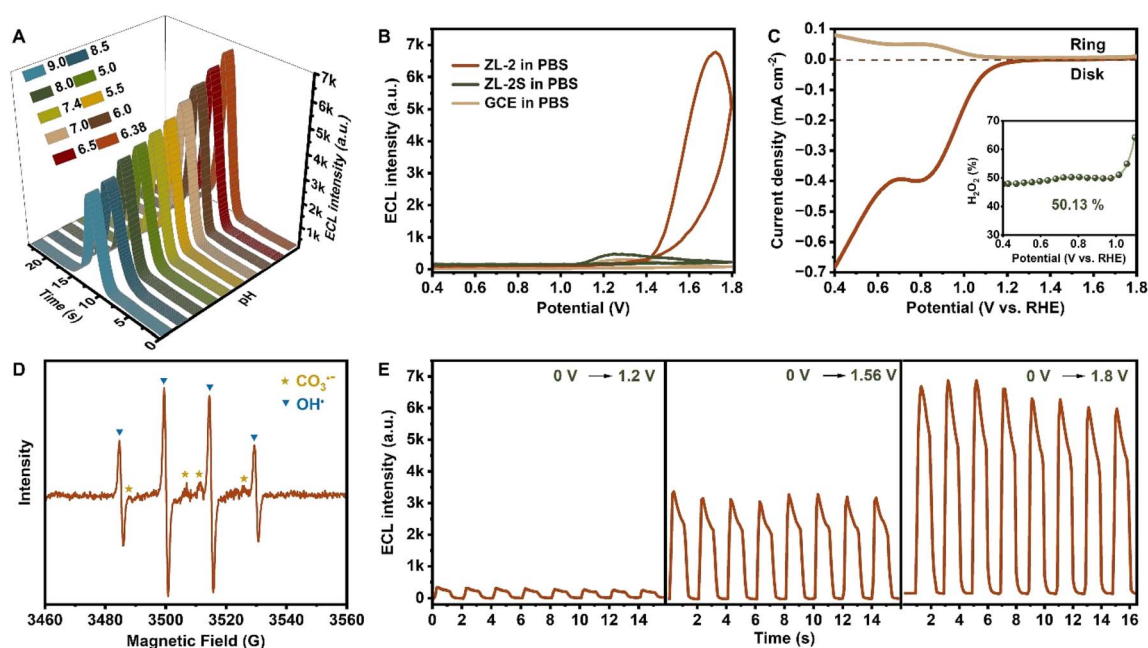 A
9.0 8.5
8.0 5.0
7.4 5.5
7.0 6.0
6.5 6.38
7k
6k
5k
4k
3k
2k
1k
ECL intensity (a.u.)
20
15
10
5
0
Time (s)
pH
B
ECL intensity (a.u.)
7k
6k
5k
4k
3k
2k
1k
0
ZL-2 in PBS
ZL-2S in PBS
GCE in PBS
0.4 0.6 0.8 1.0 1.2 1.4 1.6 1.8
Potential (V)
C
Current density (mA cm⁻²)
0.1
0.0
−0.1
−0.2
−0.3
−0.4
−0.5
−0.6
−0.7
Ring
Disk
H₂O₂ (%)
70
60
50
40
30
50.13 %
0.4 0.6 0.8 1.0
Potential (V vs. RHE)
0.4 0.6 0.8 1.0 1.2 1.4 1.6 1.8
Potential (V vs. RHE)
D
Intensity
★ CO₃•−
▼ OH•
3460 3480 3500 3520 3540 3560
Magnetic Field (G)
E
ECL intensity (a.u.)
7k
6k
5k
4k
3k
2k
1k
0
0 V → 1.2 V
0 V → 1.56 V
0 V → 1.8 V
0 2 4 6 8 10 12 14
2 4 6 8 10 12 14
2 4 6 8 10 12 14 16
Time (s)